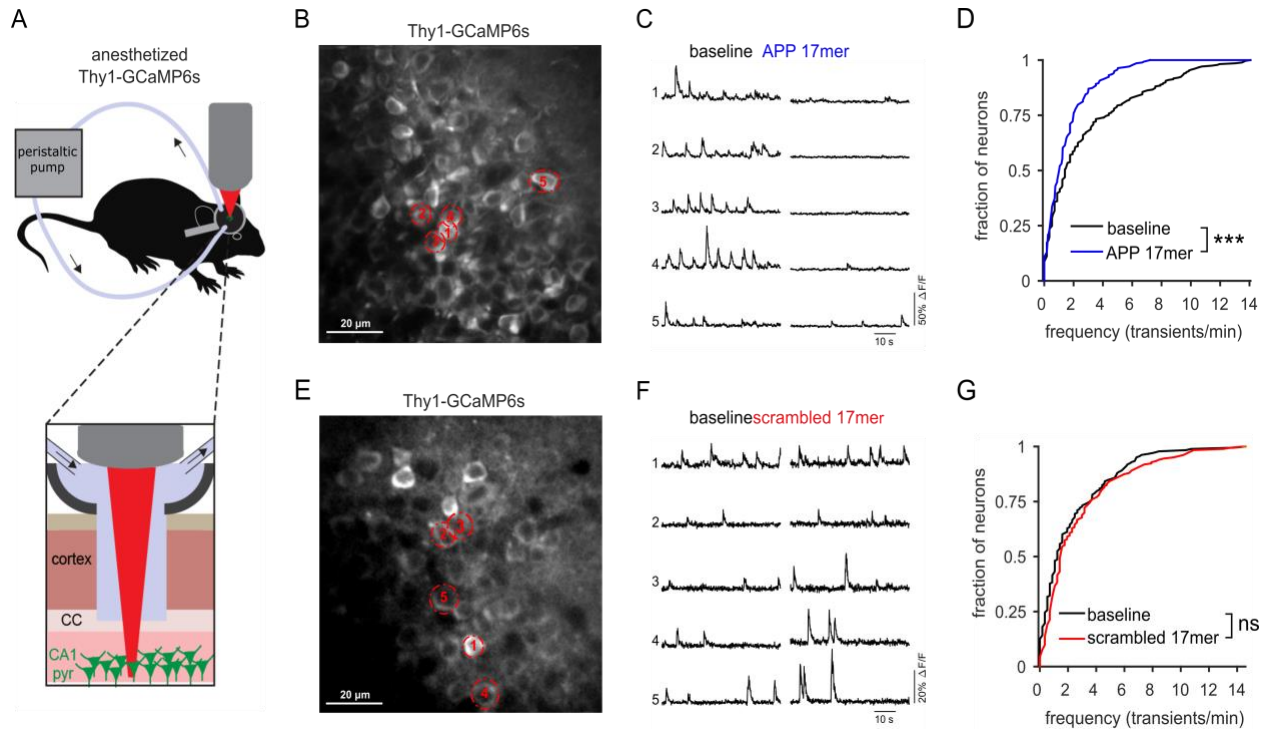 A
anesthetized
Thy1-GCaMP6s
peristaltic
pump
cortex
CC
CA1
pyr
B
Thy1-GCaMP6s
5
2
1
20 µm
C
baseline APP 17mer
1
2
3
4
5
50% ΔF/F
10 s
D
fraction of neurons
1
0.75
0.5
0.25
0
baseline
APP 17mer
***
0 2 4 6 8 10 12 14
frequency (transients/min)
E
Thy1-GCaMP6s
3
5
1
4
20 µm
F
baselinescrambled 17mer
1
2
3
4
5
20% ΔF/F
10 s
G
fraction of neurons
1
0.75
0.5
0.25
0
baseline
scrambled 17mer
ns
0 2 4 6 8 10 12 14
frequency (transients/min)